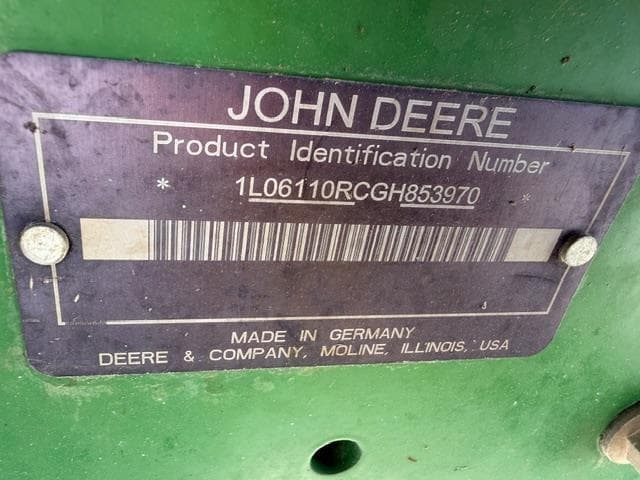 JOHN DEERE
Product Identification Number
* 1L06110RCGH853970 *
MADE IN GERMANY
DEERE & COMPANY, MOLINE, ILLINOIS, USA